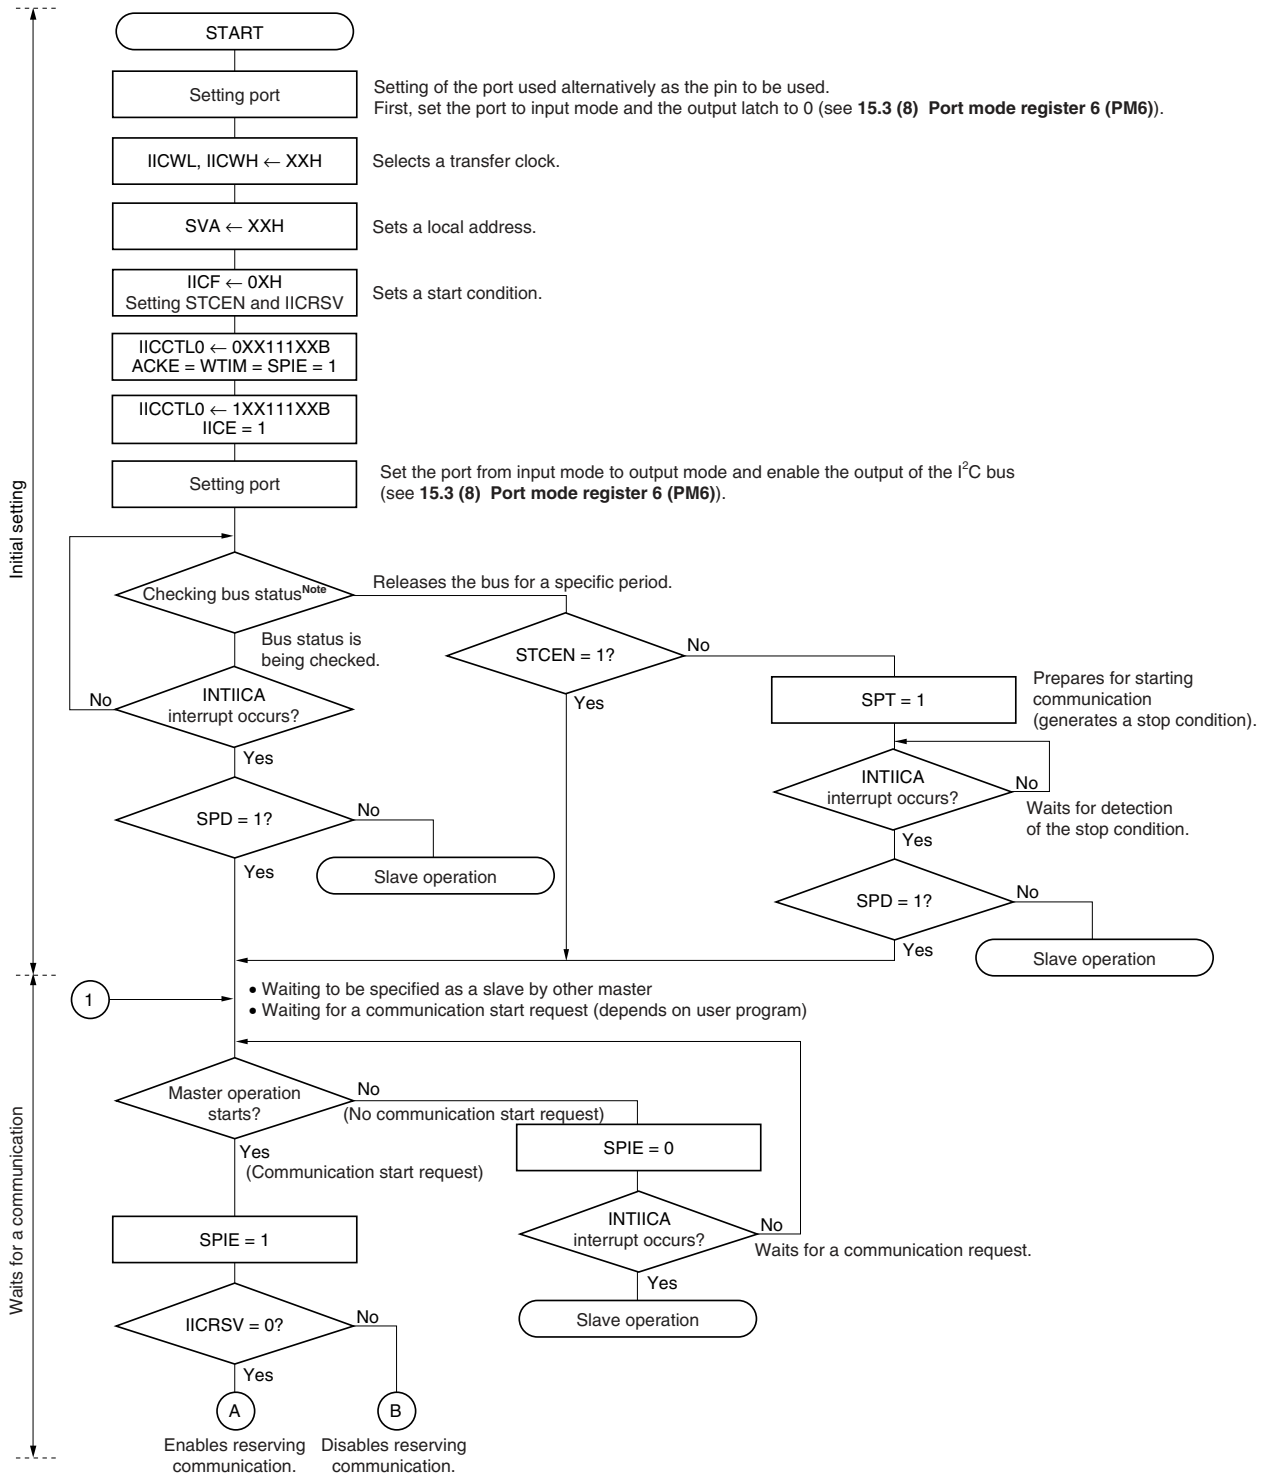 START
Setting port
Setting of the port used alternatively as the pin to be used.
First, set the port to input mode and the output latch to 0 (see 15.3 (8) Port mode register 6 (PM6)).
IICWL, IICWH ← XXH
Selects a transfer clock.
SVA ← XXH
Sets a local address.
IICF ← 0XH
Setting STCEN and IICRSV
Sets a start condition.
IICCTL0 ← 0XX111XXB
ACKE = WTIM = SPIE = 1
IICCTL0 ← 1XX111XXB
IICE = 1
Setting port
Set the port from input mode to output mode and enable the output of the I²C bus
(see 15.3 (8) Port mode register 6 (PM6)).
Initial setting
Checking bus status Note
Releases the bus for a specific period.
Bus status is
being checked.
STCEN = 1?
No
Yes
SPT = 1
Prepares for starting
communication
(generates a stop condition).
INTIICA
interrupt occurs?
No
Yes
INTIICA
interrupt occurs?
No
Waits for detection
of the stop condition.
Yes
SPD = 1?
No
Yes
Slave operation
SPD = 1?
No
Yes
Slave operation
1
• Waiting to be specified as a slave by other master
• Waiting for a communication start request (depends on user program)
Waits for a communication
Master operation
starts?
No
(No communication start request)
Yes
(Communication start request)
SPIE = 0
INTIICA
interrupt occurs?
No
Waits for a communication request.
Yes
Slave operation
SPIE = 1
IICRSV = 0?
No
Yes
A
B
Enables reserving
communication.
Disables reserving
communication.